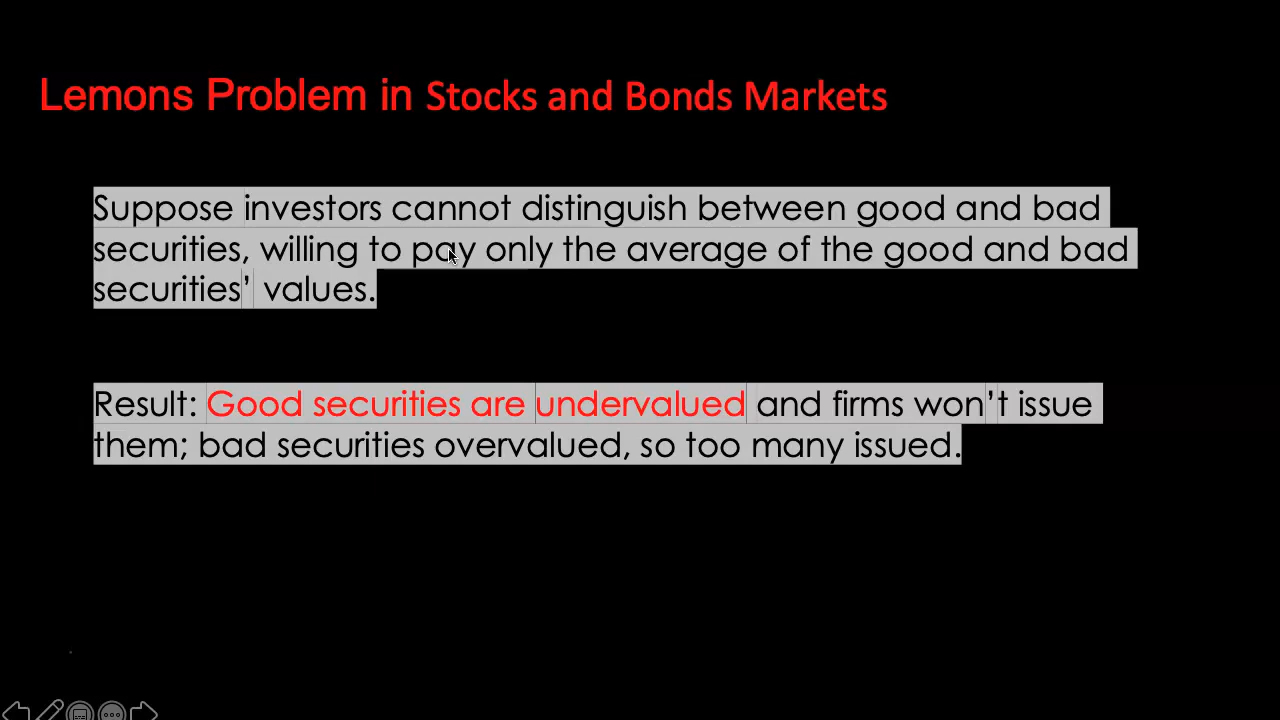 Lemons Problem in Stocks and Bonds Markets
Suppose investors cannot distinguish between good and bad
securities, willing to pay only the average of the good and bad
securities’ values.
Result: Good securities are undervalued and firms won’t issue
them; bad securities overvalued, so too many issued.